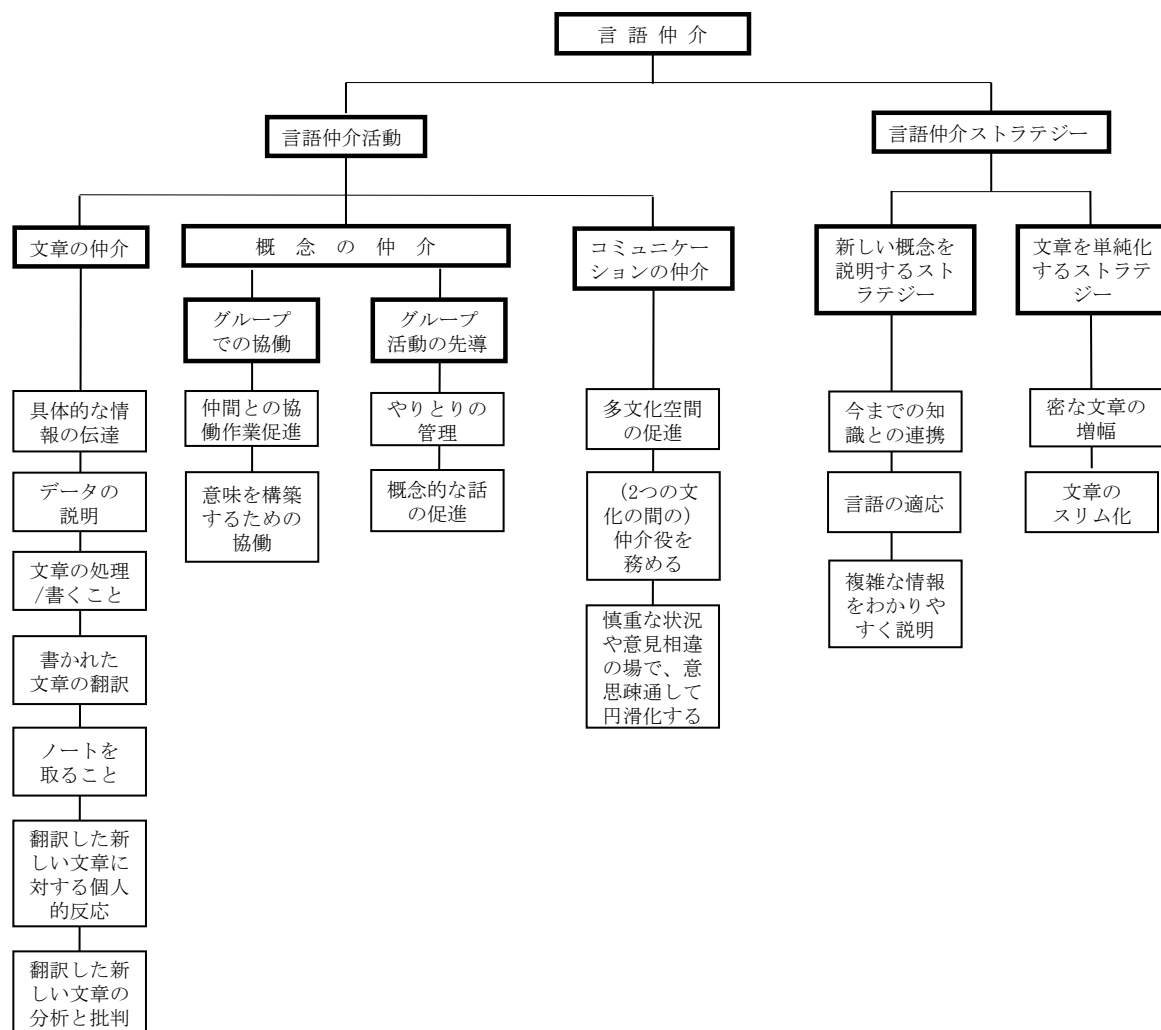 言語仲介
言語仲介活動
言語仲介ストラテジー
文章の仲介
概念の仲介
コミュニケー
ションの仲介
新しい概念を
説明するスト
ラテジー
文章を単純化
するストラテ
ジー
グループ
での協働
グループ
活動の先導
具体的な情
報の伝達
データの
説明
文章の処理
/書くこと
書かれた
文章の翻訳
ノートを
取ること
翻訳した新
しい文章に
対する個人
的反応
翻訳した新
しい文章の
分析と批判
仲間との協
働作業促進
意味を構築
するための
協働
やりとりの
管理
概念的な話
の促進
多文化空間
の促進
(2つの文
化の間の)
仲介役を
務める
慎重な状況
や意見相違
の場で、意
思疎通して
円滑化する
今までの知
識との連携
言語の適応
複雑な情報
をわかりや
すく説明
密な文章の
増幅
文章の
スリム化